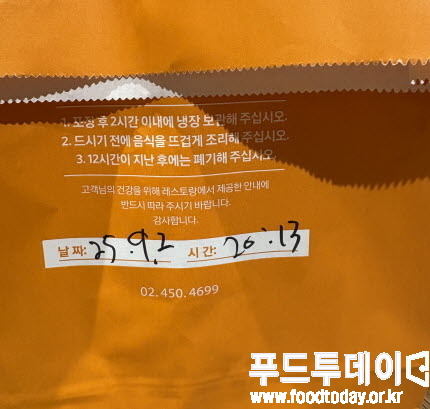 1. 포장 후 2시간 이내에 냉장 보관해 주십시오.
2. 드시기 전에 음식을 뜨겁게 조리해 주십시오.
3. 12시간이 지난 후에는 폐기해 주십시오.
고객님의 건강을 위해 레스토랑에서 제공한 안내에
반드시 따라 주시기 바랍니다.
감사합니다.
날짜: 25.9.2 시간: 20:13
02.450.4699
푸드투데이
www.foodtoday.or.kr